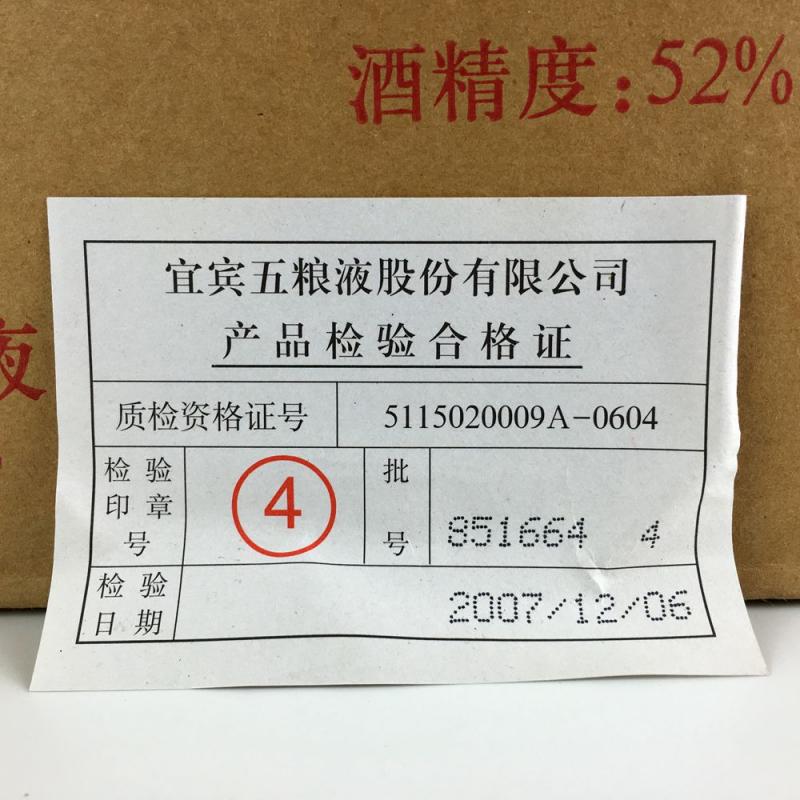 酒精度:52%
液
宜宾五粮液股份有限公司
产品检验合格证
质检资格证号 5115020009A-0604
检验印章号 4 批号 851664 4
检验日期 2007/12/06